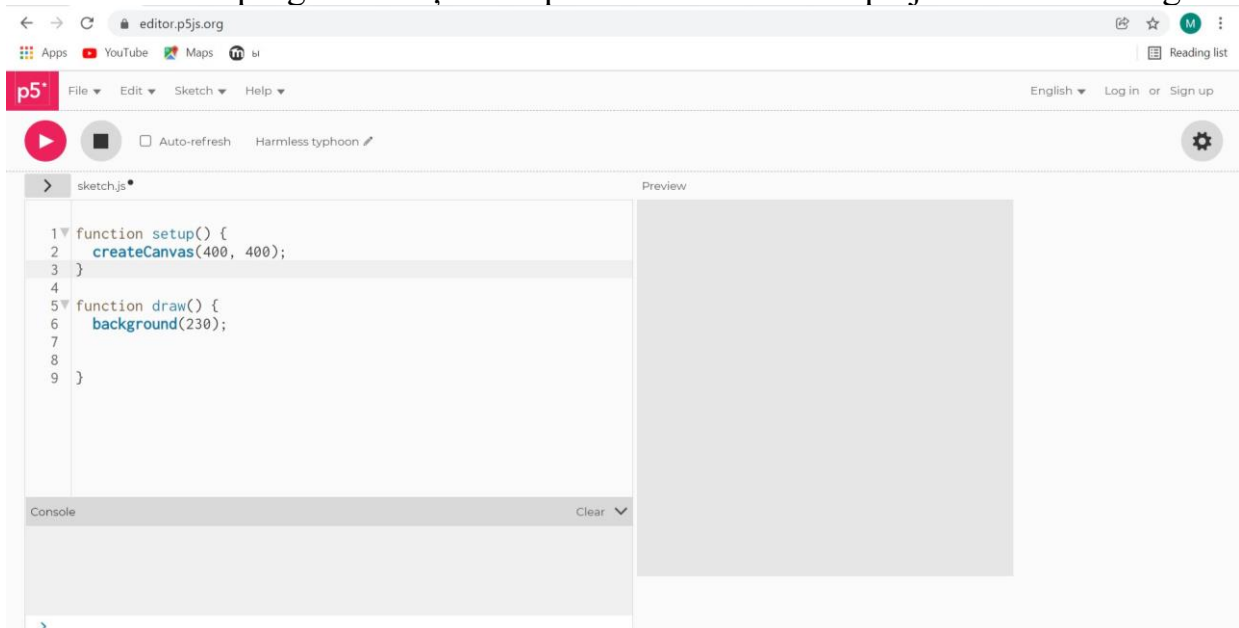 editor.p5js.org
M
Apps YouTube Maps ы Reading list
p5* File Edit Sketch Help English Log in or Sign up
Auto-refresh Harmless typhoon
sketch.js
Preview
1 function setup() {
2 createCanvas(400, 400);
3 }
4
5 function draw() {
6 background(230);
7
8
9 }
Console Clear
>